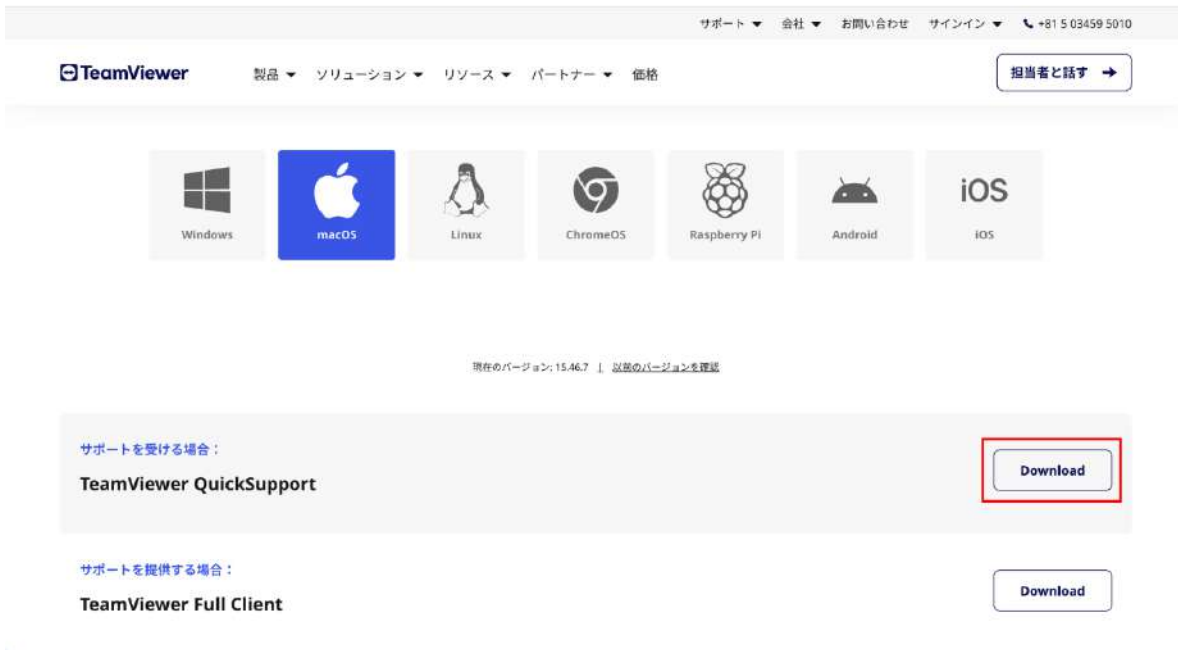 サポート ▼ 会社 ▼ お問い合わせ サインイン ▼ +81 5 03459 5010
TeamViewer 製品 ▼ ソリューション ▼ リソース ▼ パートナー ▼ 価格 担当者と話す →
iOS
Windows macOS Linux ChromeOS Raspberry Pi Android iOS
現在のバージョン: 15.46.7 | 以前のバージョンを確認
サポートを受ける場合：
TeamViewer QuickSupport
Download
サポートを提供する場合：
TeamViewer Full Client
Download